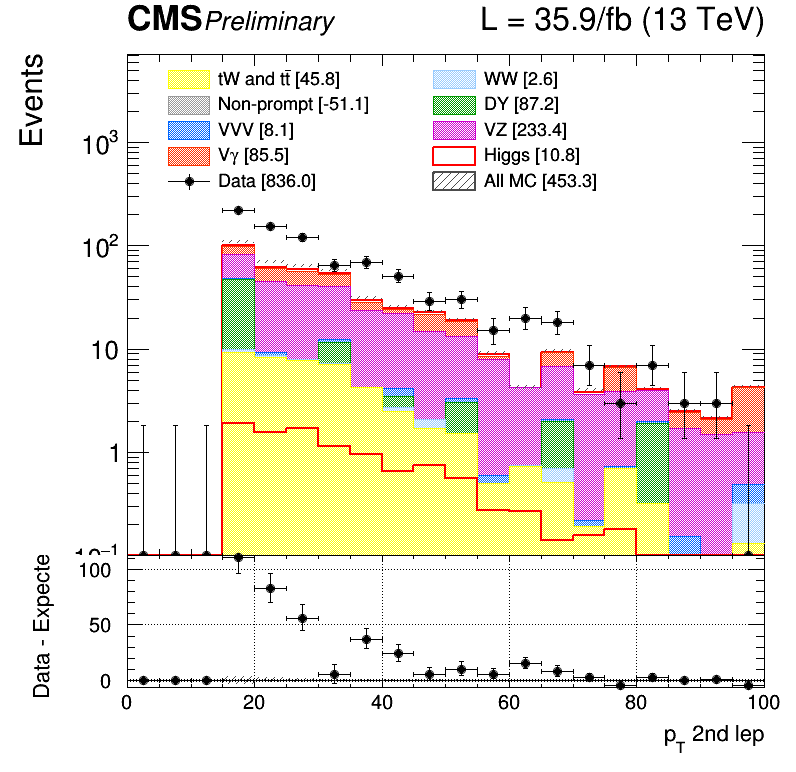 CMS Preliminary L = 35.9/fb (13 TeV)
Events
tW and tt̄ [45.8]
Non-prompt [-51.1]
VVV [8.1]
Vγ [85.5]
Data [836.0]
WW [2.6]
DY [87.2]
VZ [233.4]
Higgs [10.8]
All MC [453.3]
10³
10²
10
1
10⁻¹
Data - Expecte
100
50
0
0 20 40 60 80 100
p_T 2nd lep